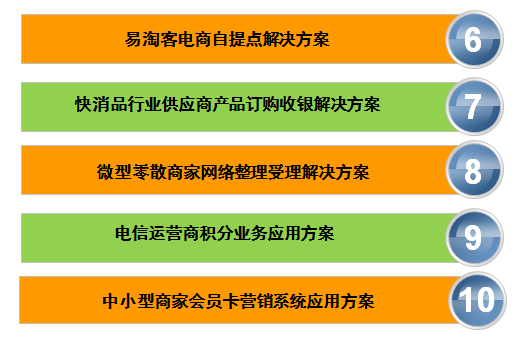 易淘客电商自提点解决方案 6
快消品行业供应商产品订购收银解决方案 7
微型零散商家网络整理受理解决方案 8
电信运营商积分业务应用方案 9
中小型商家会员卡营销系统应用方案 10